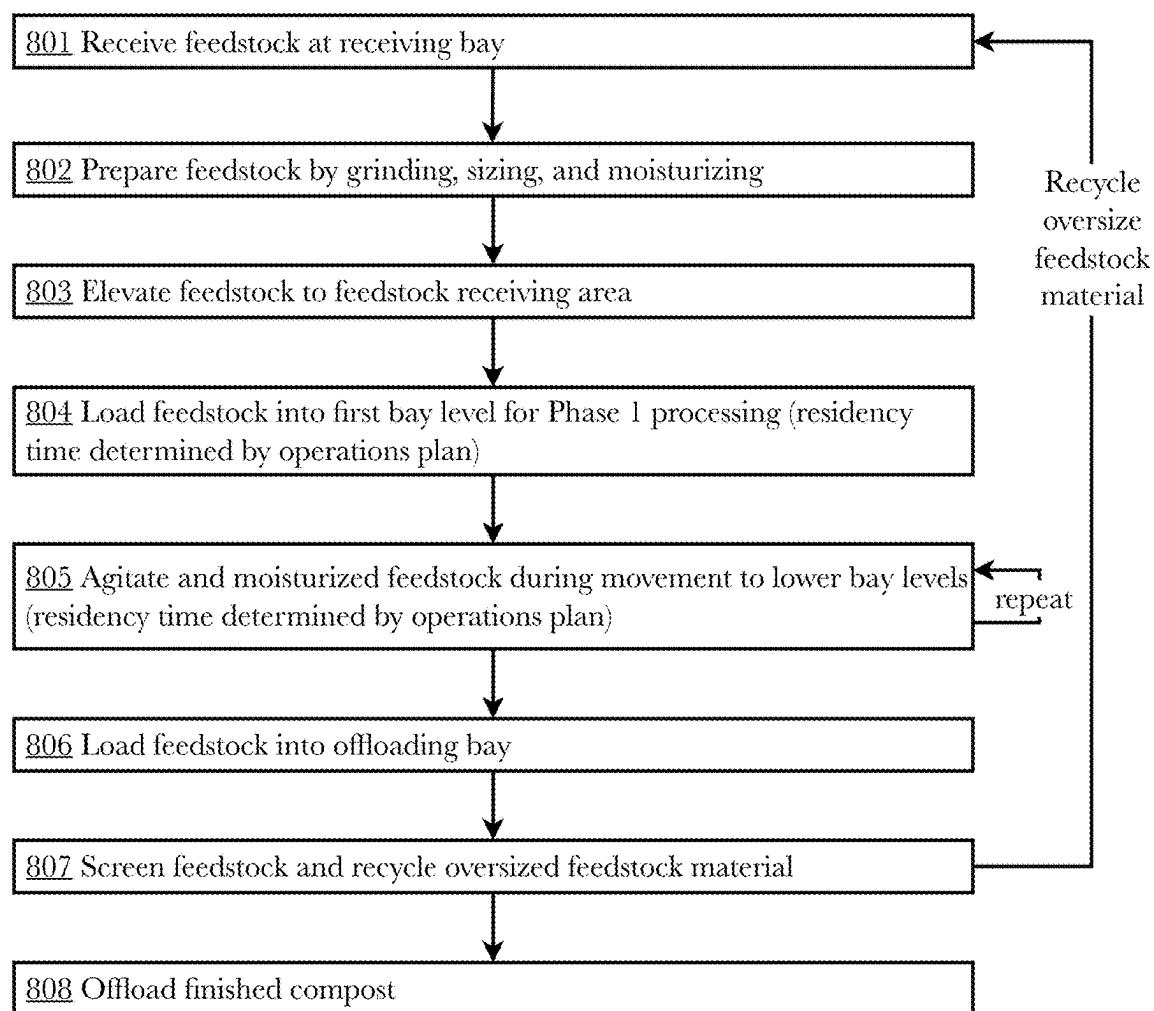 801 Receive feedstock at receiving bay
802 Prepare feedstock by grinding, sizing, and moisturizing
Recycle
oversize
feedstock
material
803 Elevate feedstock to feedstock receiving area
804 Load feedstock into first bay level for Phase 1 processing (residency
time determined by operations plan)
805 Agitate and moisturized feedstock during movement to lower bay levels
(residency time determined by operations plan)
repeat
806 Load feedstock into offloading bay
807 Screen feedstock and recycle oversized feedstock material
808 Offload finished compost